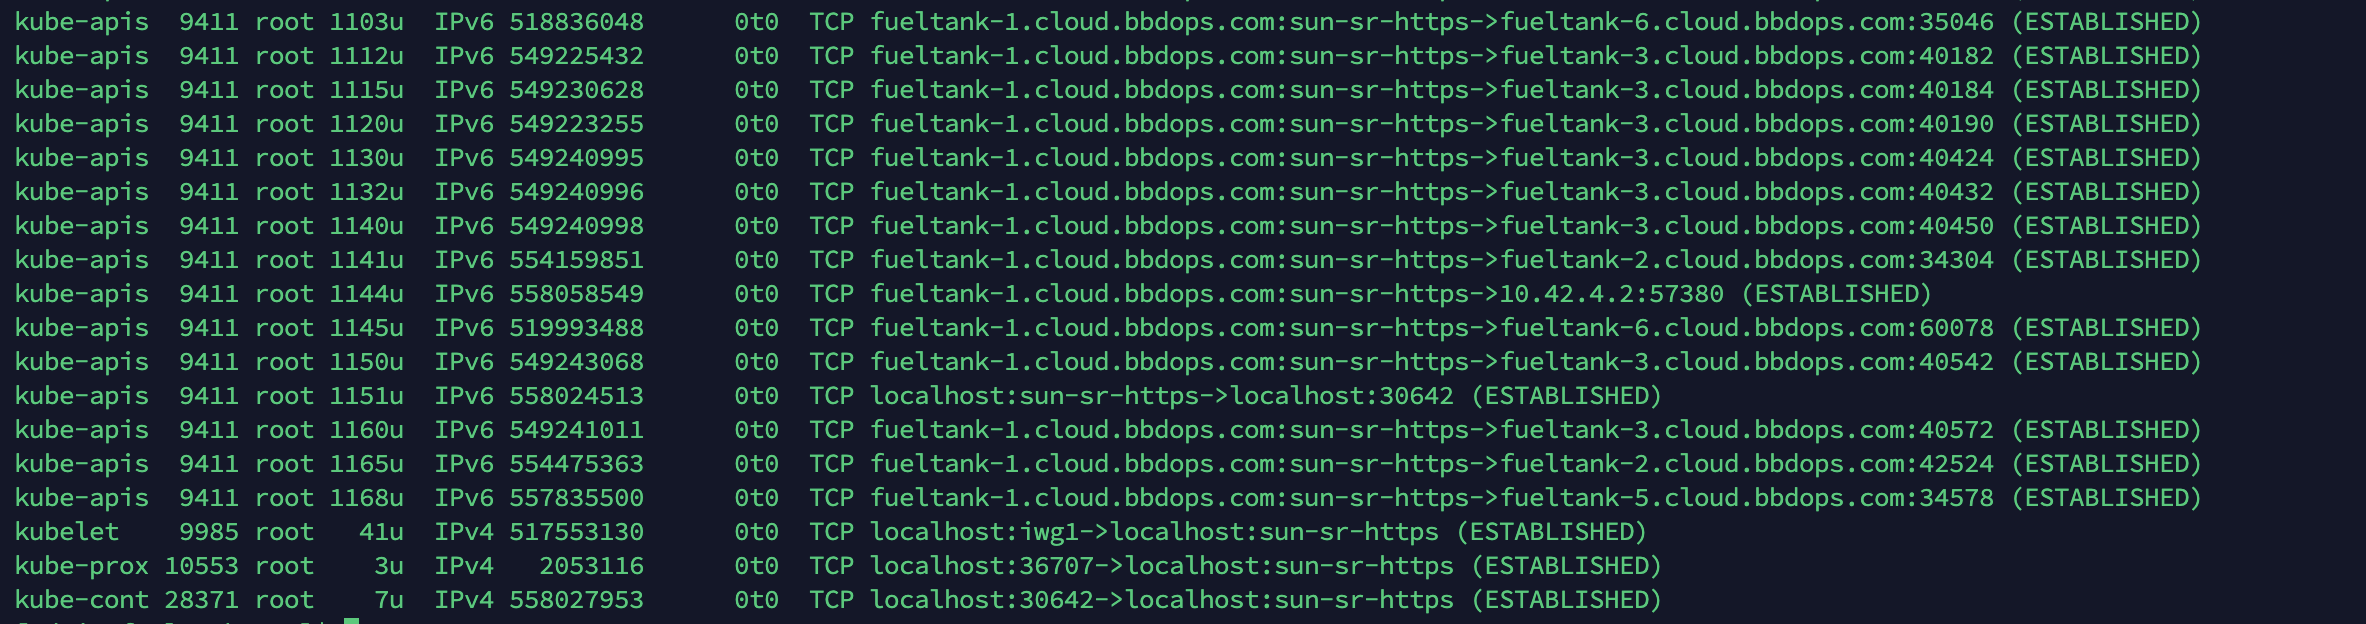 kube-apis  9411 root 1103u  IPv6 518836048      0t0  TCP fueltank-1.cloud.bbdops.com:sun-sr-https->fueltank-6.cloud.bbdops.com:35046 (ESTABLISHED)
kube-apis  9411 root 1112u  IPv6 549225432      0t0  TCP fueltank-1.cloud.bbdops.com:sun-sr-https->fueltank-3.cloud.bbdops.com:40182 (ESTABLISHED)
kube-apis  9411 root 1115u  IPv6 549230628      0t0  TCP fueltank-1.cloud.bbdops.com:sun-sr-https->fueltank-3.cloud.bbdops.com:40184 (ESTABLISHED)
kube-apis  9411 root 1120u  IPv6 549223255      0t0  TCP fueltank-1.cloud.bbdops.com:sun-sr-https->fueltank-3.cloud.bbdops.com:40190 (ESTABLISHED)
kube-apis  9411 root 1130u  IPv6 549240995      0t0  TCP fueltank-1.cloud.bbdops.com:sun-sr-https->fueltank-3.cloud.bbdops.com:40424 (ESTABLISHED)
kube-apis  9411 root 1132u  IPv6 549240996      0t0  TCP fueltank-1.cloud.bbdops.com:sun-sr-https->fueltank-3.cloud.bbdops.com:40432 (ESTABLISHED)
kube-apis  9411 root 1140u  IPv6 549240998      0t0  TCP fueltank-1.cloud.bbdops.com:sun-sr-https->fueltank-3.cloud.bbdops.com:40450 (ESTABLISHED)
kube-apis  9411 root 1141u  IPv6 554159851      0t0  TCP fueltank-1.cloud.bbdops.com:sun-sr-https->fueltank-2.cloud.bbdops.com:34304 (ESTABLISHED)
kube-apis  9411 root 1144u  IPv6 558058549      0t0  TCP fueltank-1.cloud.bbdops.com:sun-sr-https->10.42.4.2:57380 (ESTABLISHED)
kube-apis  9411 root 1145u  IPv6 519993488      0t0  TCP fueltank-1.cloud.bbdops.com:sun-sr-https->fueltank-6.cloud.bbdops.com:60078 (ESTABLISHED)
kube-apis  9411 root 1150u  IPv6 549243068      0t0  TCP fueltank-1.cloud.bbdops.com:sun-sr-https->fueltank-3.cloud.bbdops.com:40542 (ESTABLISHED)
kube-apis  9411 root 1151u  IPv6 558024513      0t0  TCP localhost:sun-sr-https->localhost:30642 (ESTABLISHED)
kube-apis  9411 root 1160u  IPv6 549241011      0t0  TCP fueltank-1.cloud.bbdops.com:sun-sr-https->fueltank-3.cloud.bbdops.com:40572 (ESTABLISHED)
kube-apis  9411 root 1165u  IPv6 554475363      0t0  TCP fueltank-1.cloud.bbdops.com:sun-sr-https->fueltank-2.cloud.bbdops.com:42524 (ESTABLISHED)
kube-apis  9411 root 1168u  IPv6 557835500      0t0  TCP fueltank-1.cloud.bbdops.com:sun-sr-https->fueltank-5.cloud.bbdops.com:34578 (ESTABLISHED)
kubelet    9985 root   41u  IPv4 517553130      0t0  TCP localhost:iwg1->localhost:sun-sr-https (ESTABLISHED)
kube-prox 10553 root    3u  IPv4   2053116      0t0  TCP localhost:36707->localhost:sun-sr-https (ESTABLISHED)
kube-cont 28371 root    7u  IPv4 558027953      0t0  TCP localhost:30642->localhost:sun-sr-https (ESTABLISHED)